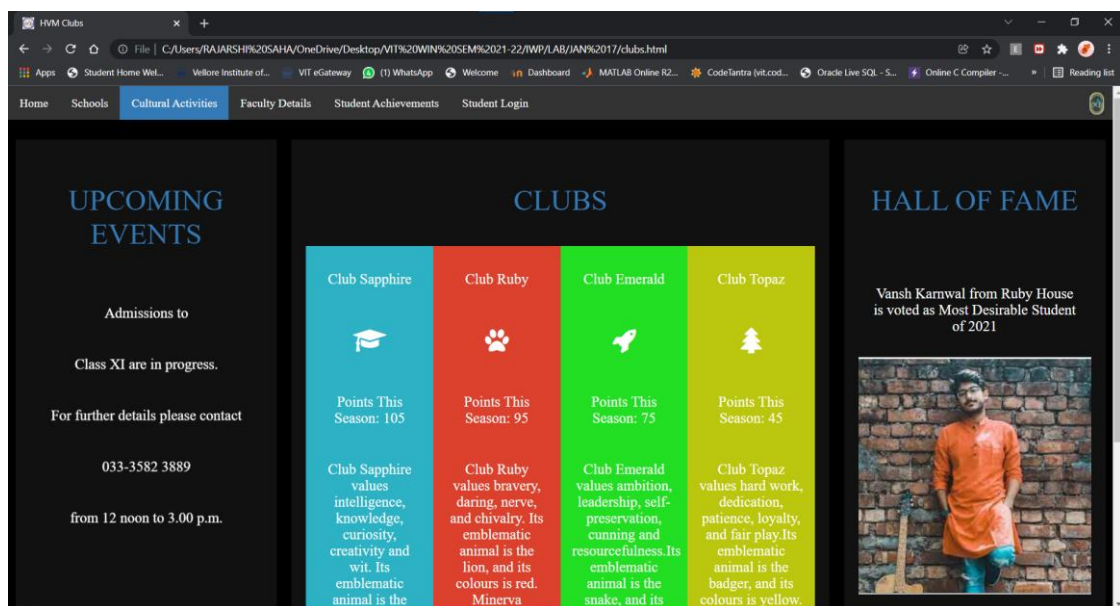 HVM Clubs
File | C:/Users/RAJARSHI%20SAHA/OneDrive/Desktop/VIT%20WIN%20SEM%2021-22/IWP/LAB/JAN%2017/clubs.html
Apps Student Home Wel... Vellore Institute of... VIT eGateway (1) WhatsApp Welcome Dashboard MATLAB Online R2... CodeTantra (vit.cod... Oracle Live SQL - S... Online C Compiler -... » Reading list
Home Schools Cultural Activities Faculty Details Student Achievements Student Login
UPCOMING
EVENTS
Admissions to
Class XI are in progress.
For further details please contact
033-3582 3889
from 12 noon to 3.00 p.m.
CLUBS
Club Sapphire
Points This
Season: 105
Club Sapphire
values
intelligence,
knowledge,
curiosity,
creativity and
wit. Its
emblematic
animal is the
Club Ruby
Points This
Season: 95
Club Ruby
values bravery,
daring, nerve,
and chivalry. Its
emblematic
animal is the
lion, and its
colours is red.
Minerva
Club Emerald
Points This
Season: 75
Club Emerald
values ambition,
leadership, self-
preservation,
cunning and
resourcefulness.Its
emblematic
animal is the
snake, and its
Club Topaz
Points This
Season: 45
Club Topaz
values hard work,
dedication,
patience, loyalty,
and fair play.Its
emblematic
animal is the
badger, and its
colours is yellow.
HALL OF FAME
Vansh Karnwal from Ruby House
is voted as Most Desirable Student
of 2021